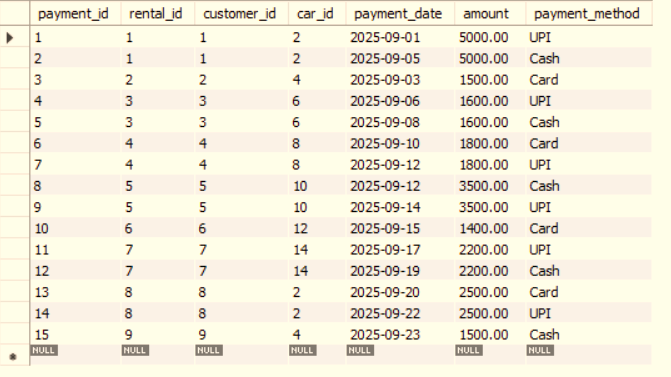 payment_id rental_id customer_id car_id payment_date amount payment_method
1 1 1 2 2025-09-01 5000.00 UPI
2 1 1 2 2025-09-05 5000.00 Cash
3 2 2 4 2025-09-03 1500.00 Card
4 3 3 6 2025-09-06 1600.00 UPI
5 3 3 6 2025-09-08 1600.00 Cash
6 4 4 8 2025-09-10 1800.00 Card
7 4 4 8 2025-09-12 1800.00 UPI
8 5 5 10 2025-09-12 3500.00 Cash
9 5 5 10 2025-09-14 3500.00 UPI
10 6 6 12 2025-09-15 1400.00 Card
11 7 7 14 2025-09-17 2200.00 UPI
12 7 7 14 2025-09-19 2200.00 Cash
13 8 8 2 2025-09-20 2500.00 Card
14 8 8 2 2025-09-22 2500.00 UPI
15 9 9 4 2025-09-23 1500.00 Cash
NULL NULL NULL NULL NULL NULL NULL